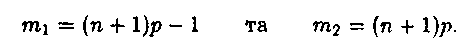 m₁ = (n + 1)p − 1 та m₂ = (n + 1)p.